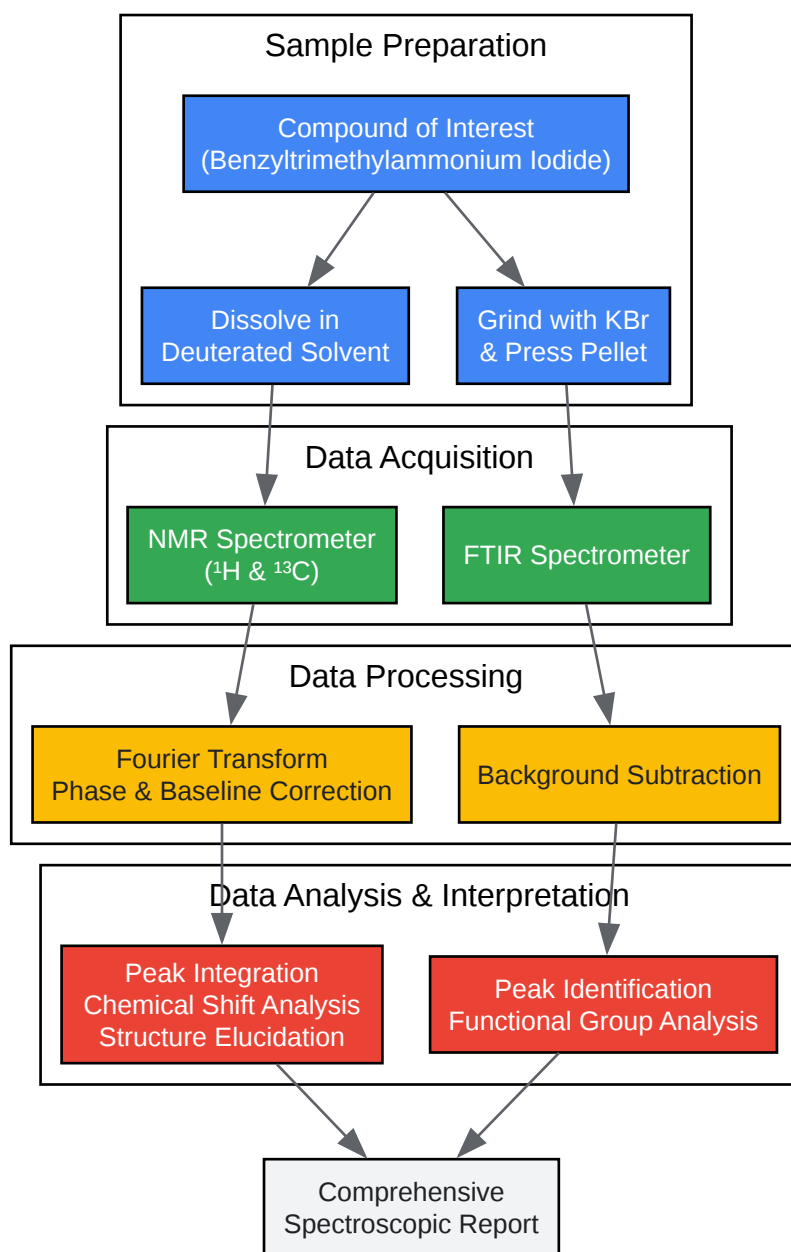 Sample Preparation
Compound of Interest
(Benzyltrimethylammonium Iodide)
Dissolve in
Deuterated Solvent
Grind with KBr
& Press Pellet
Data Acquisition
NMR Spectrometer
(¹H & ¹³C)
FTIR Spectrometer
Data Processing
Fourier Transform
Phase & Baseline Correction
Background Subtraction
Data Analysis & Interpretation
Peak Integration
Chemical Shift Analysis
Structure Elucidation
Peak Identification
Functional Group Analysis
Comprehensive
Spectroscopic Report